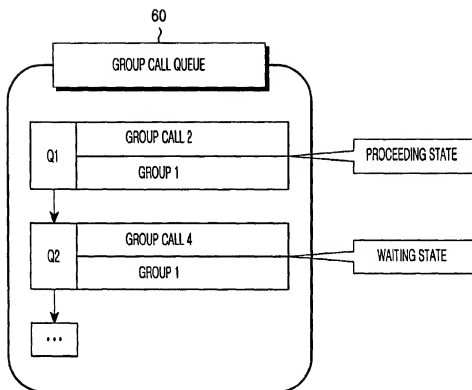 60
GROUP CALL QUEUE
Q1
GROUP CALL 2
GROUP 1
PROCEEDING STATE
Q2
GROUP CALL 4
GROUP 1
WAITING STATE
...